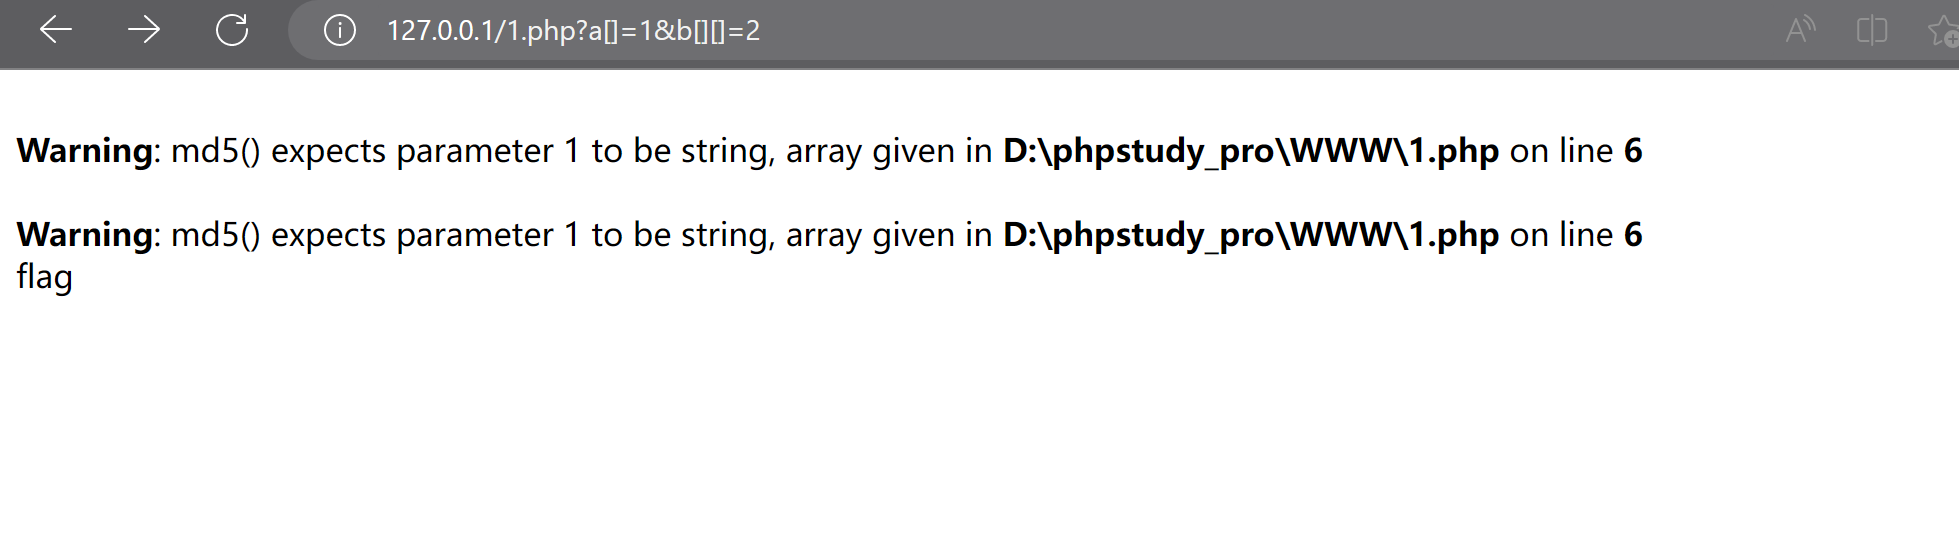 127.0.0.1/1.php?a[]=1&b[][]=2
Warning: md5() expects parameter 1 to be string, array given in D:\phpstudy_pro\WWW\1.php on line 6
Warning: md5() expects parameter 1 to be string, array given in D:\phpstudy_pro\WWW\1.php on line 6
flag